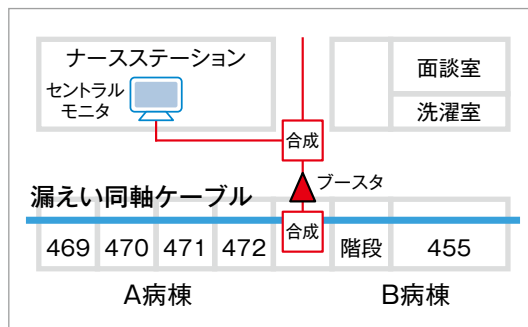 ナースステーション
セントラル
モニタ
面談室
洗濯室
合成
ブースタ
漏えい同軸ケーブル
合成
469 470 471 472 階段 455
A病棟 B病棟